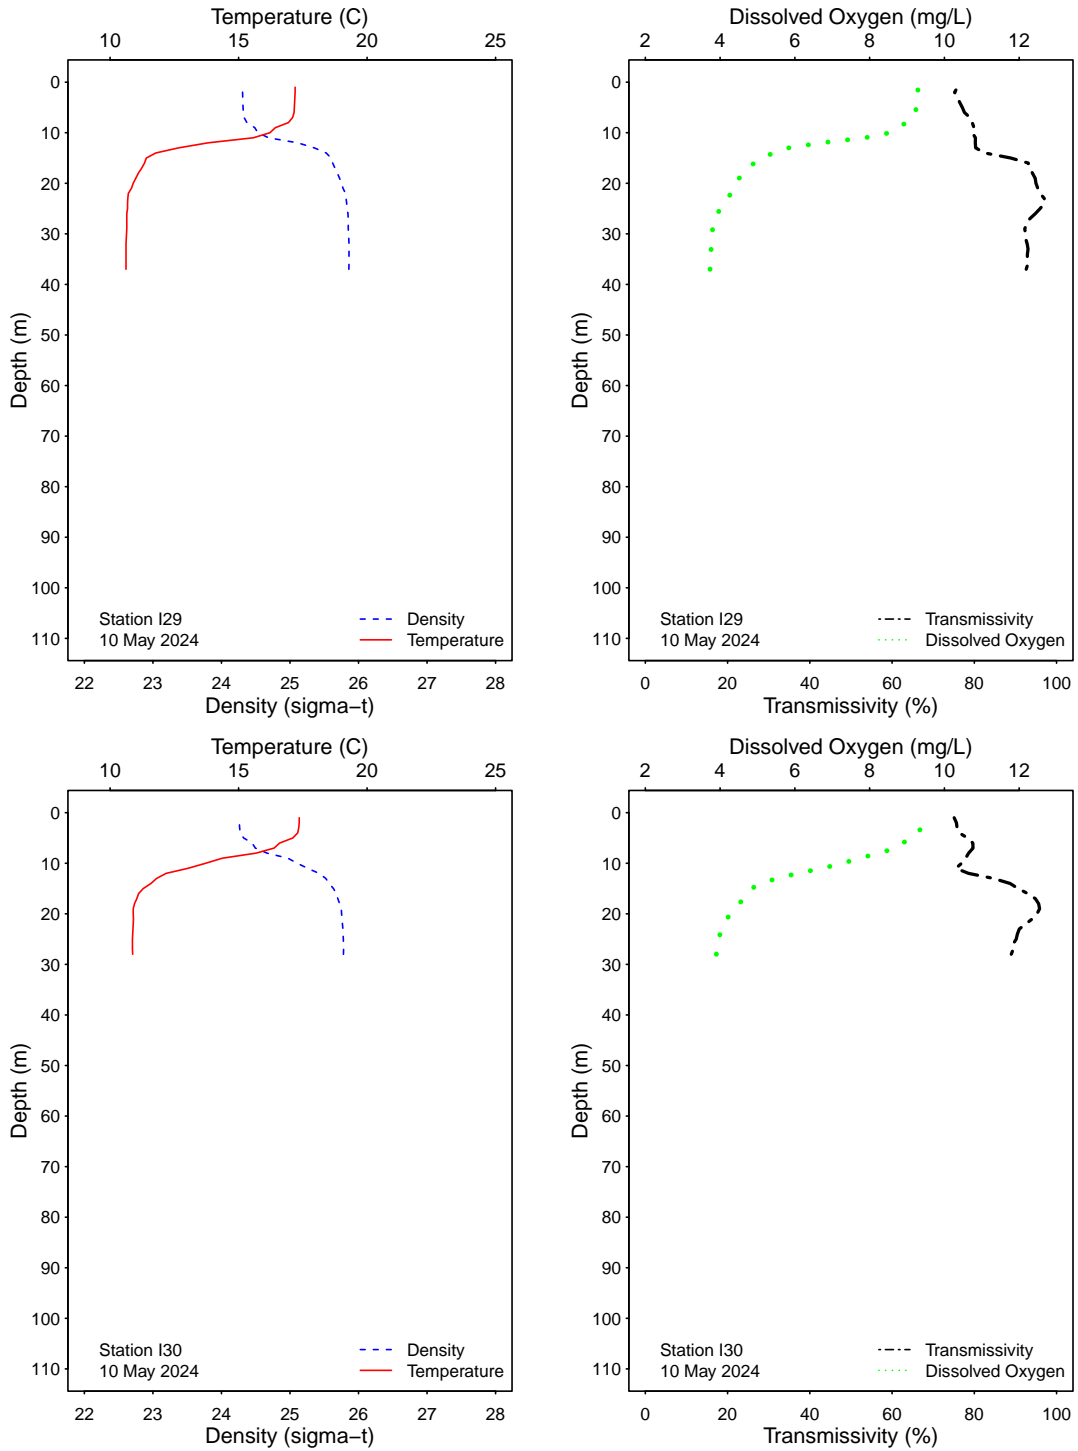 Temperature (C)
10 15 20 25
0
10
20
30
40
50
60
70
80
90
100
110
Depth (m)
Station I29
10 May 2024
Density
Temperature
22 23 24 25 26 27 28
Density (sigma−t)
Dissolved Oxygen (mg/L)
2 4 6 8 10 12
0
10
20
30
40
50
60
70
80
90
100
110
Depth (m)
Station I29
10 May 2024
Transmissivity
Dissolved Oxygen
0 20 40 60 80 100
Transmissivity (%)
Temperature (C)
10 15 20 25
0
10
20
30
40
50
60
70
80
90
100
110
Depth (m)
Station I30
10 May 2024
Density
Temperature
22 23 24 25 26 27 28
Density (sigma−t)
Dissolved Oxygen (mg/L)
2 4 6 8 10 12
0
10
20
30
40
50
60
70
80
90
100
110
Depth (m)
Station I30
10 May 2024
Transmissivity
Dissolved Oxygen
0 20 40 60 80 100
Transmissivity (%)